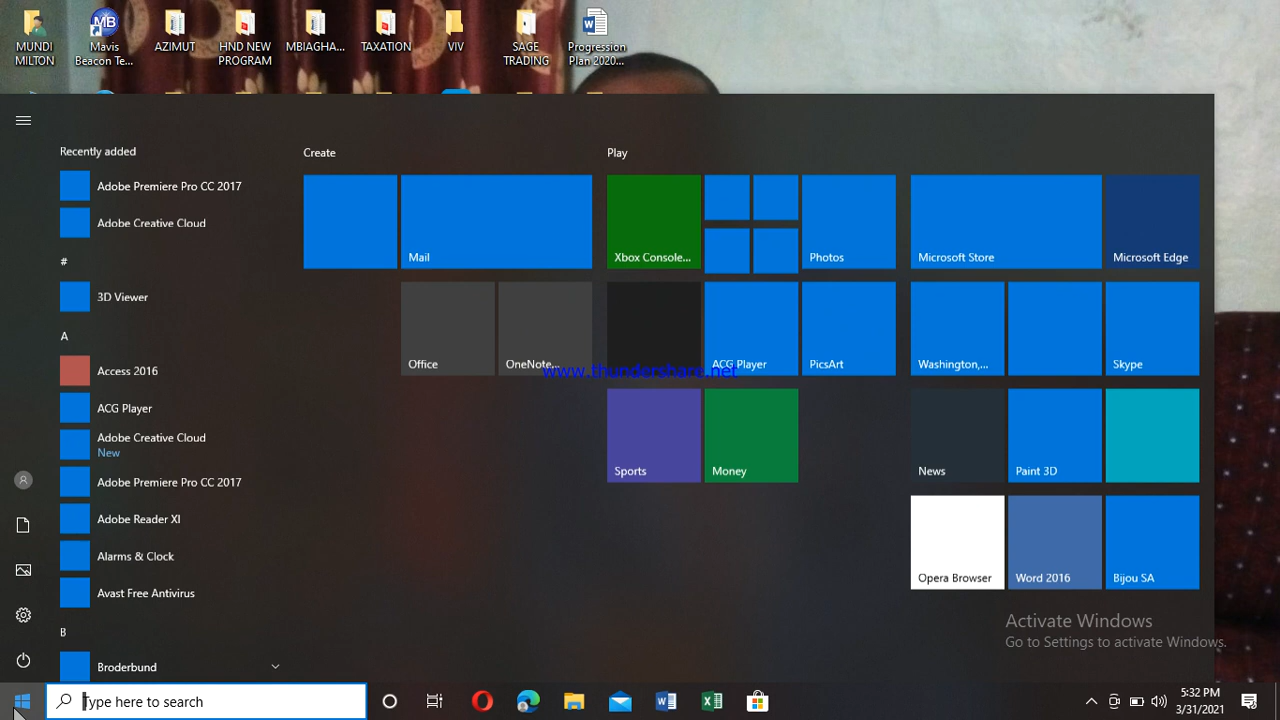 MUNDI
MILTON
MB
Mavis
Beacon Te...
AZIMUT
HND NEW
PROGRAM
MBIAGHA...
TAXATION
VIV
SAGE
TRADING
Progression
Plan 2020...
Recently added
Adobe Premiere Pro CC 2017
Adobe Creative Cloud
#
3D Viewer
A
Access 2016
ACG Player
Adobe Creative Cloud
New
Adobe Premiere Pro CC 2017
Adobe Reader XI
Alarms & Clock
Avast Free Antivirus
B
Broderbund
Create
Mail
Office
OneNote...
Play
Xbox Console...
Photos
ACG Player
PicsArt
Sports
Money
Microsoft Store
Microsoft Edge
Washington,...
Skype
News
Paint 3D
Opera Browser
Word 2016
Bijou SA
www.thundershare.net
Activate Windows
Go to Settings to activate Windows.
Type here to search
5:32 PM
3/31/2021